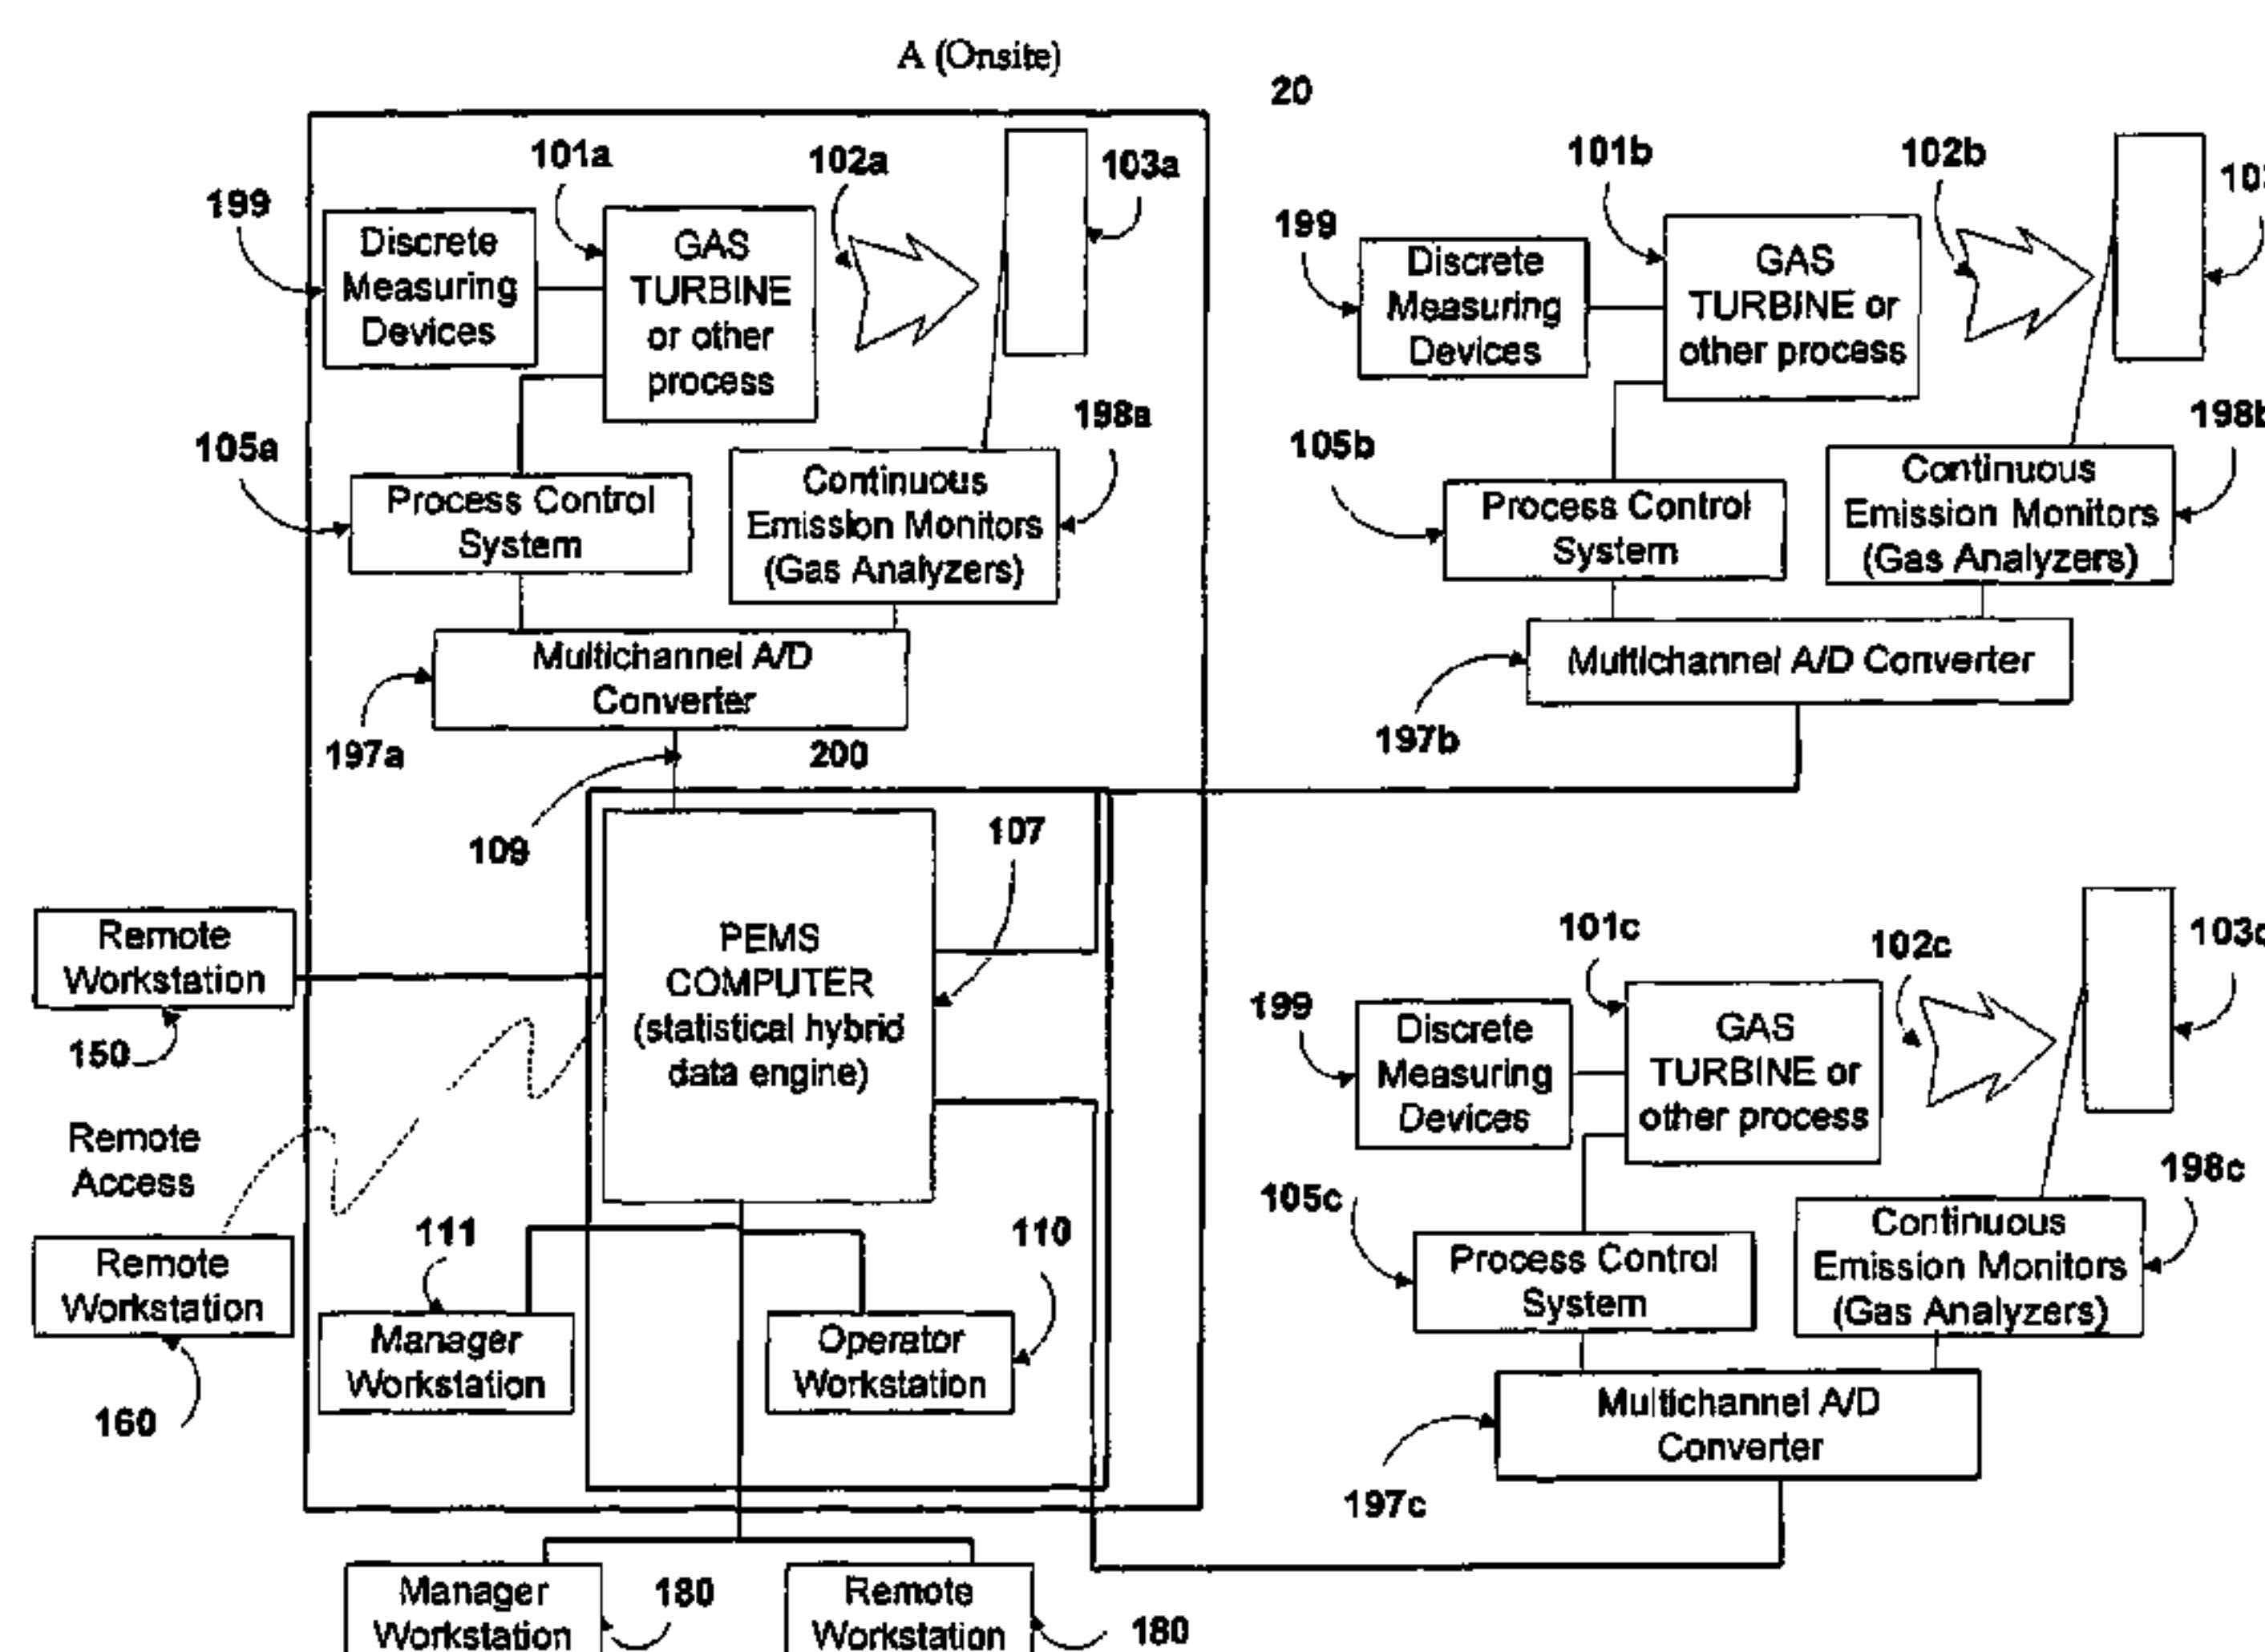 A (Onsite)
20
101a
102a
103a
199
Discrete
Measuring
Devices
GAS
TURBINE
or other
process
198a
105a
Process Control
System
Continuous
Emission Monitors
(Gas Analyzers)
Multichannel A/D
Converter
197a
200
109
107
PEMS
COMPUTER
(statistical hybrid
data engine)
Remote
Workstation
150
Remote
Access
Remote
Workstation
160
111
110
Manager
Workstation
Operator
Workstation
Manager
Workstation
180
Remote
Workstation
180
101b
102b
199
Discrete
Measuring
Devices
GAS
TURBINE or
other process
198b
105b
Process Control
System
Continuous
Emission Monitors
(Gas Analyzers)
Multichannel A/D Converter
197b
101c
102c
103c
199
Discrete
Measuring
Devices
GAS
TURBINE or
other process
198c
105c
Process Control
System
Continuous
Emission Monitors
(Gas Analyzers)
Multichannel A/D
Converter
197c